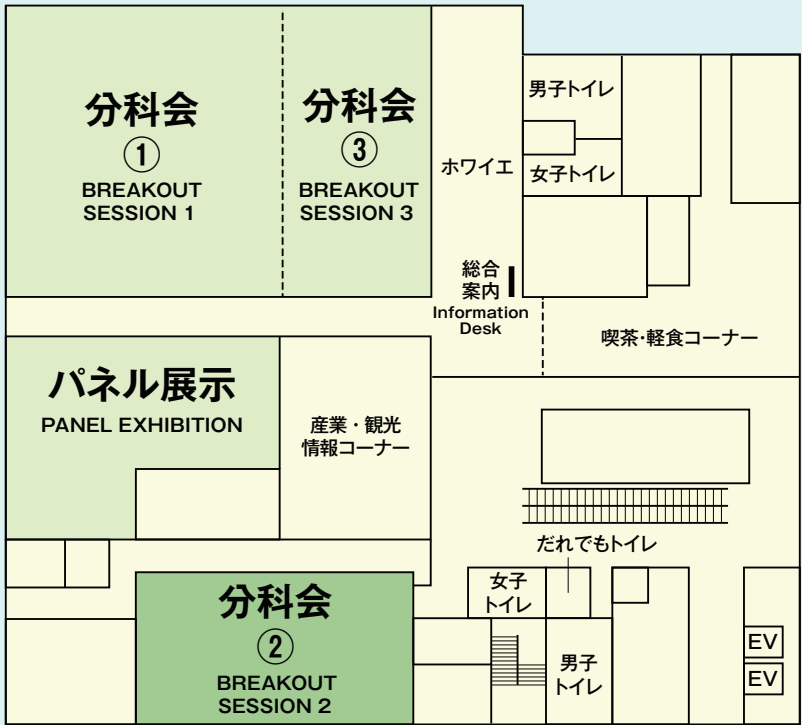 分科会
①
BREAKOUT
SESSION 1
分科会
③
BREAKOUT
SESSION 3
ホワイエ
男子トイレ
女子トイレ
総合
案内
Information
Desk
喫茶・軽食コーナー
パネル展示
PANEL EXHIBITION
産業・観光
情報コーナー
だれでもトイレ
分科会
②
BREAKOUT
SESSION 2
女子
トイレ
男子
トイレ
EV
EV